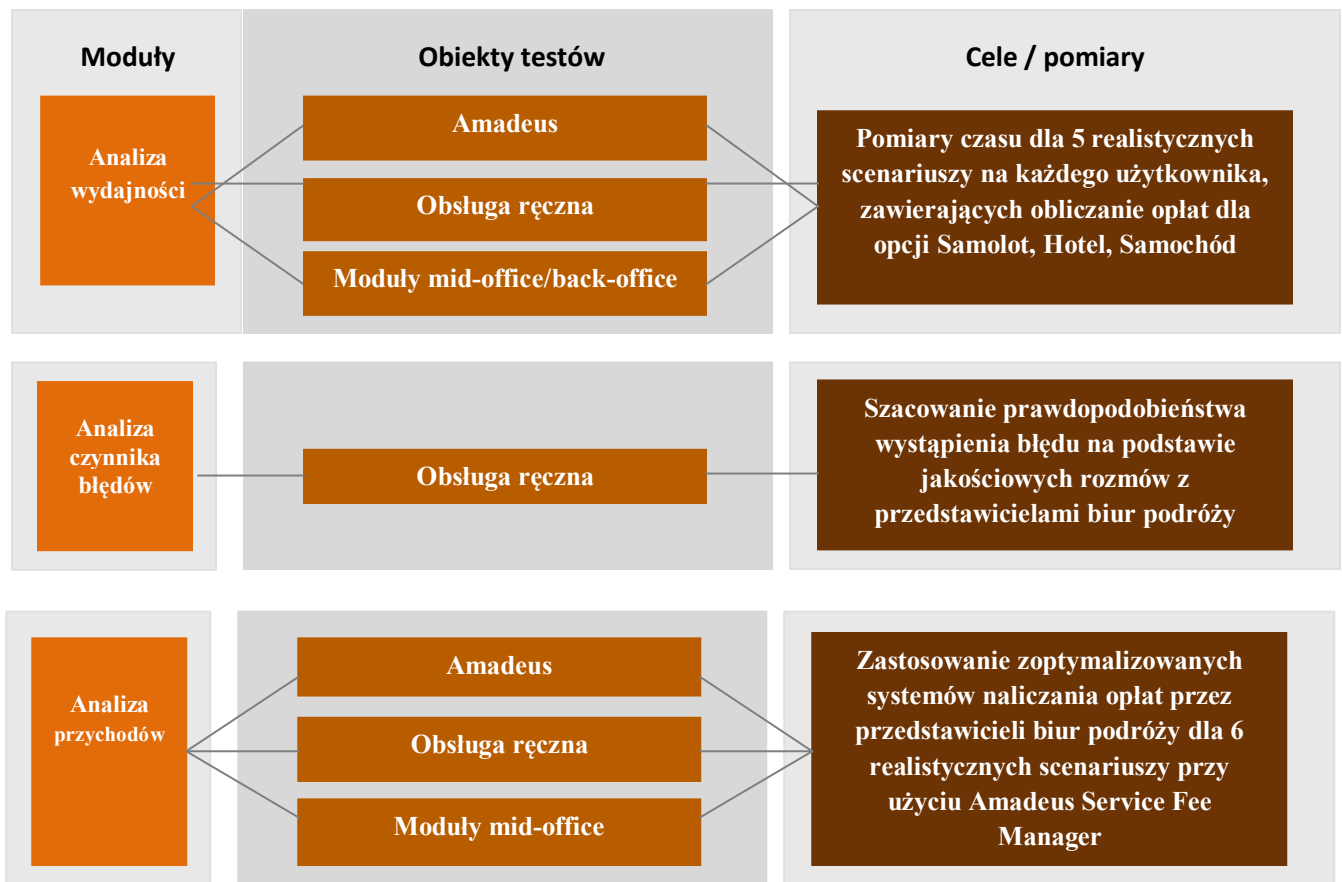 Moduły
Obiekty testów
Cele / pomiary
Analiza
wydajności
Amadeus
Obsługa ręczna
Moduły mid-office/back-office
Pomiary czasu dla 5 realistycznych
scenariuszy na każdego użytkownika,
zawierających obliczanie opłat dla
opcji Samolot, Hotel, Samochód
Analiza
czynnika
błędów
Obsługa ręczna
Szacowanie prawdopodobieństwa
wystąpienia błędu na podstawie
jakościowych rozmów z
przedstawicielami biur podróży
Analiza
przychodów
Amadeus
Obsługa ręczna
Moduły mid-office
Zastosowanie zoptymalizowanych
systemów naliczania opłat przez
przedstawicieli biur podróży dla 6
realistycznych scenariuszy przy
użyciu Amadeus Service Fee
Manager